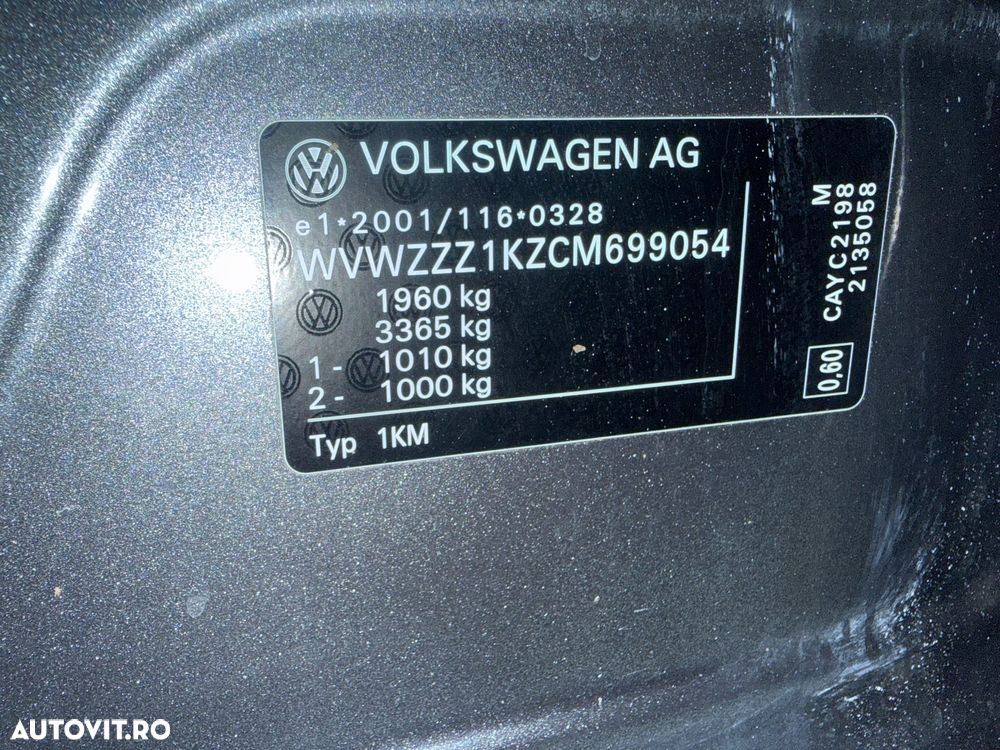 VOLKSWAGEN AG
e1*2001/116*0328
WVWZZZ1KZCM699054
1960 kg
3365 kg
1 - 1010 kg
2 - 1000 kg
Typ 1KM
M
CAYC2198
2135058
0,60
AUTOVIT.RO